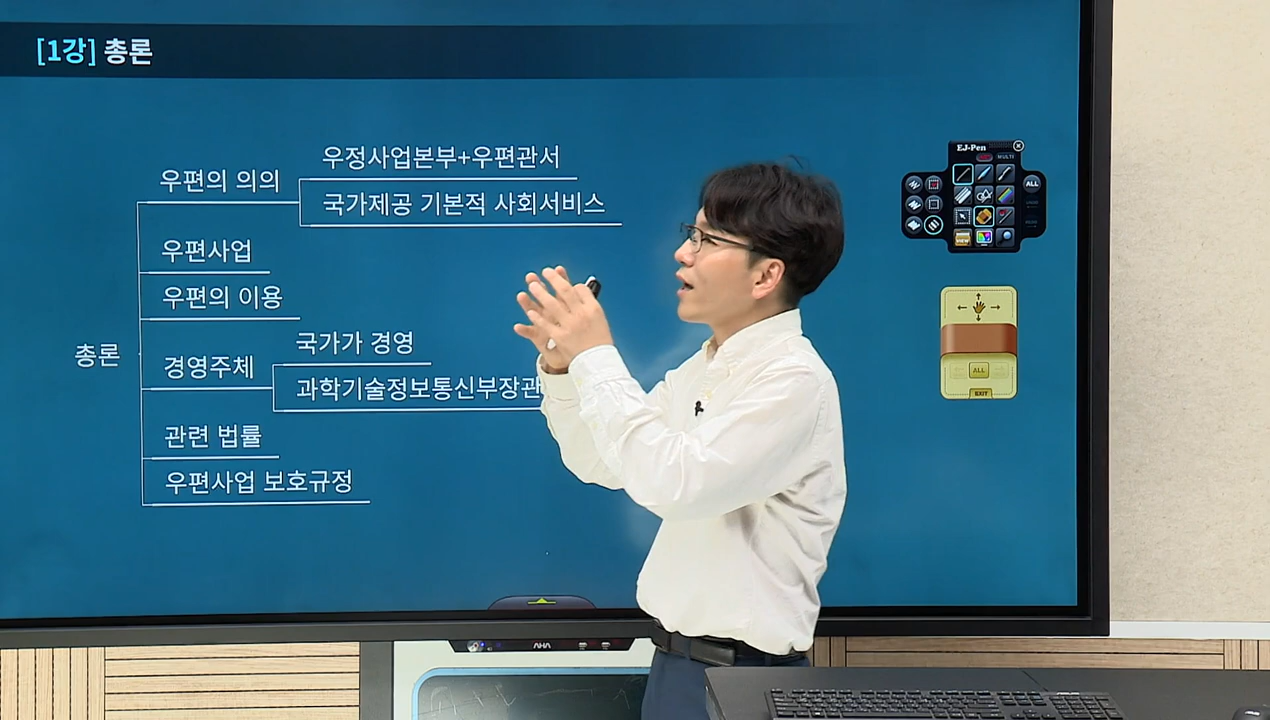 [1강] 총론
총론
우편의 의의
우정사업본부+우편관서
국가제공 기본적 사회서비스
우편사업
우편의 이용
경영주체
국가가 경영
과학기술정보통신부장관
관련 법률
우편사업 보호규정
EJ-Pen
MULTI
ALL
VIEW
ALL
EXIT
AHA